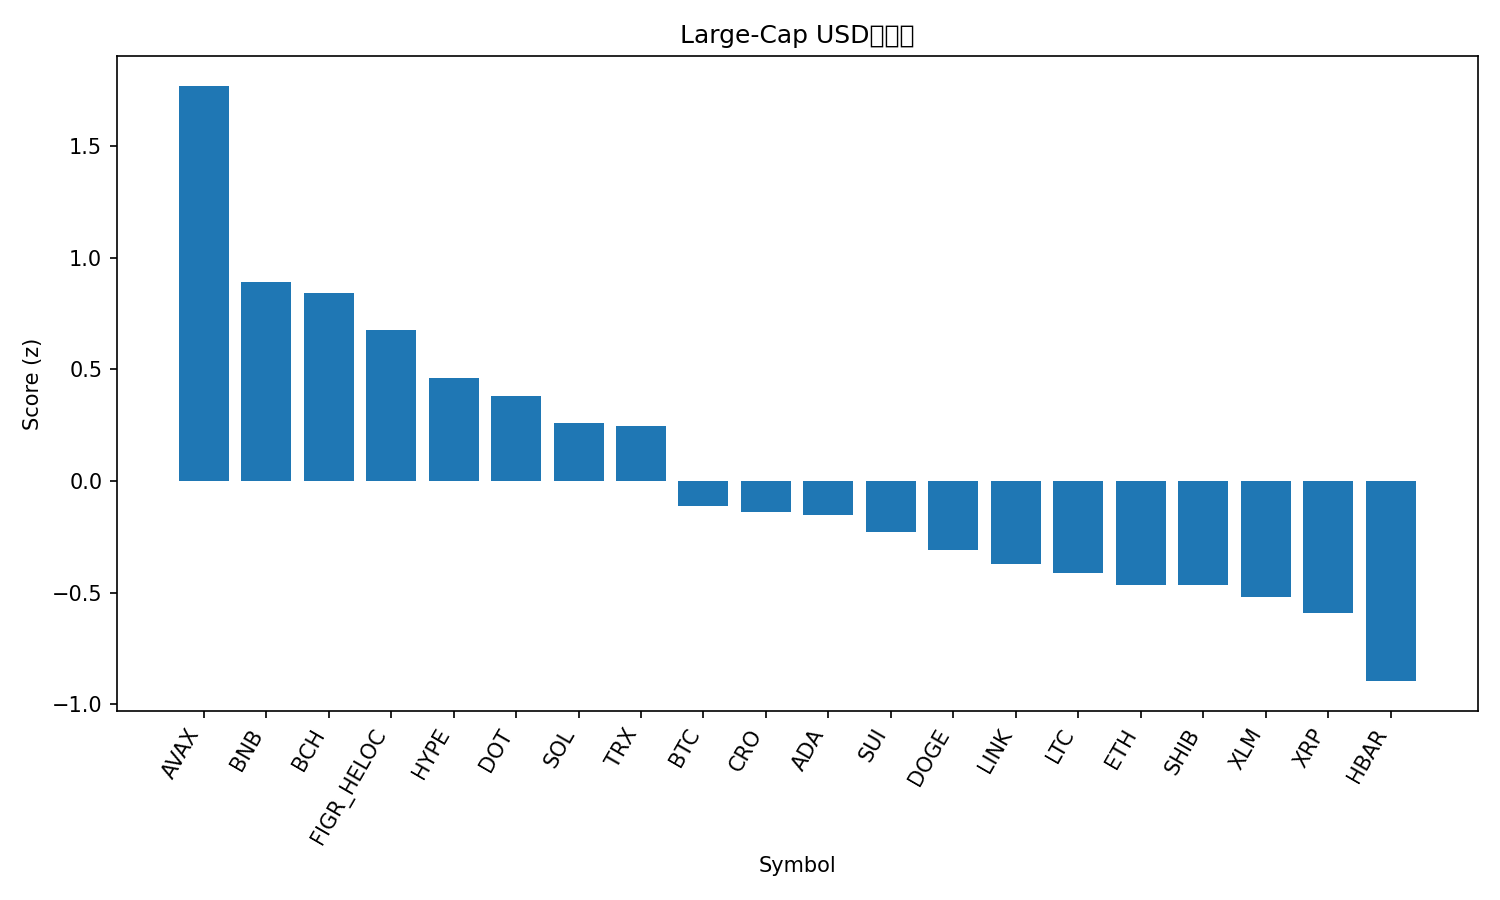 Large-Cap USD
Score (z)
1.5
1.0
0.5
0.0
−0.5
−1.0
AVAX
BNB
BCH
FIGR_HELOC
HYPE
DOT
SOL
TRX
BTC
CRO
ADA
SUI
DOGE
LINK
LTC
ETH
SHIB
XLM
XRP
HBAR
Symbol